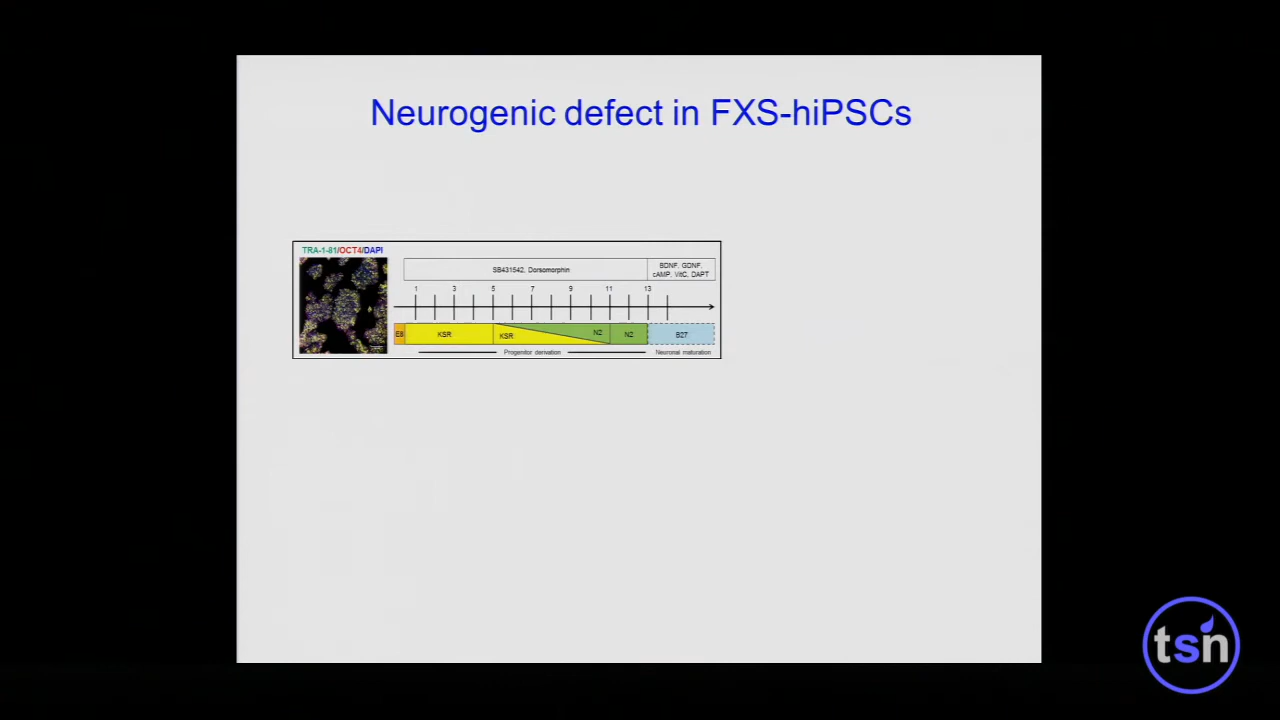 Neurogenic defect in FXS-hiPSCs
TRA-1-81/OCT4/DAPI
SB431542, Dorsomorphin
BDNF, GDNF,
cAMP, VitC, DAPT
1 3 5 7 9 11 13
E8 KSR KSR N2 N2 B27
Progenitor derivation Neuronal maturation
tsn